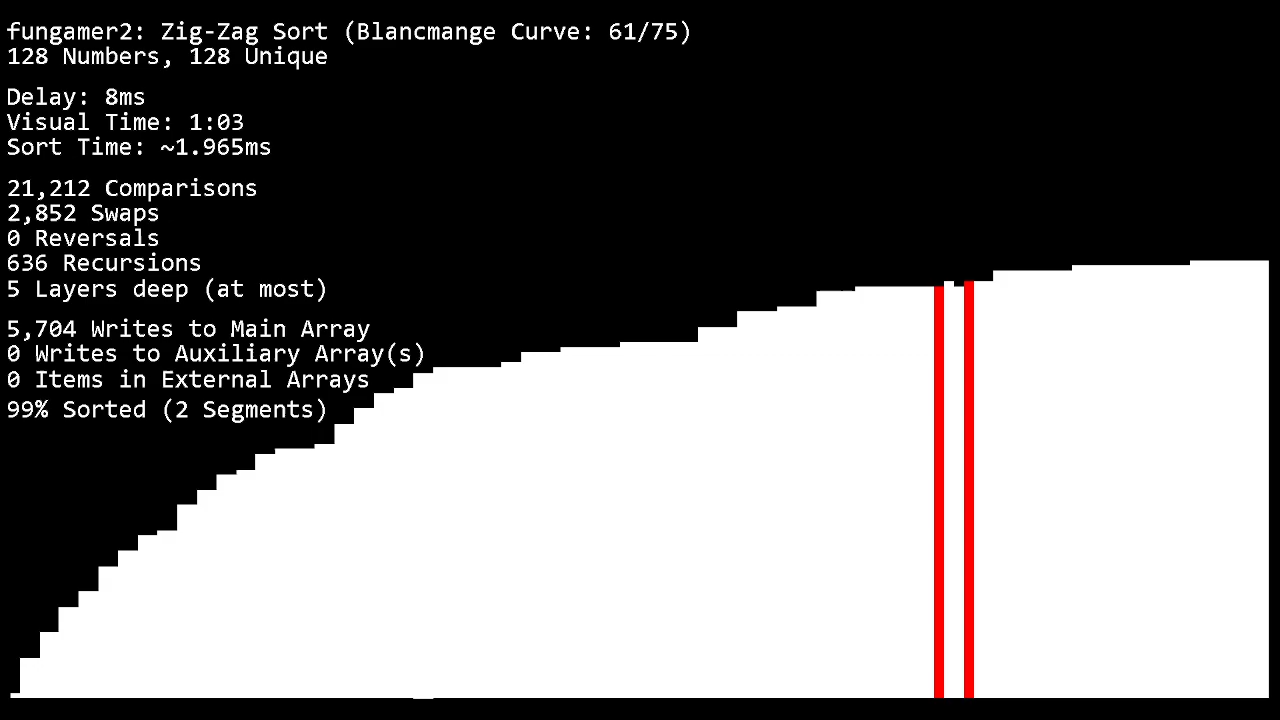 fungamer2: Zig-Zag Sort (Blancmange Curve: 61/75)
128 Numbers, 128 Unique
Delay: 8ms
Visual Time: 1:03
Sort Time: ~1.965ms
21,212 Comparisons
2,852 Swaps
0 Reversals
636 Recursions
5 Layers deep (at most)
5,704 Writes to Main Array
0 Writes to Auxiliary Array(s)
0 Items in External Arrays
99% Sorted (2 Segments)